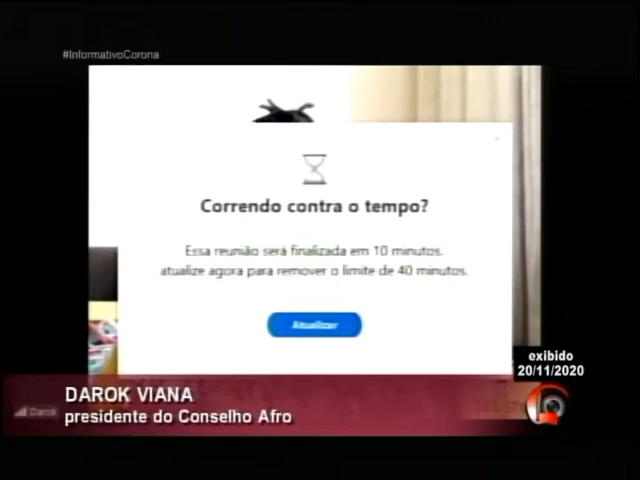 #InformativoCorona
Correndo contra o tempo?
Essa reunião será finalizada em 10 minutos.
atualize agora para remover o limite de 40 minutos.
Atualizar
exibido
20/11/2020
DAROK VIANA
presidente do Conselho Afro
Darok